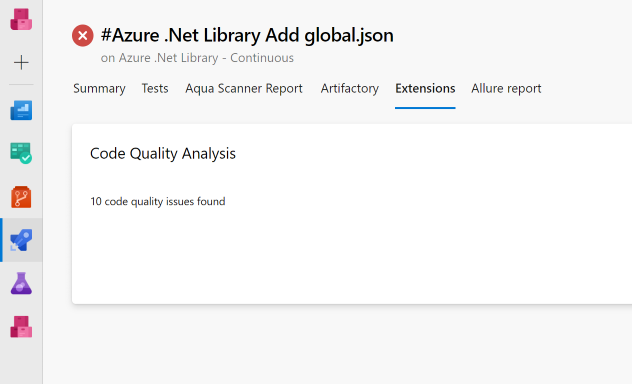 #Azure .Net Library Add global.json
on Azure .Net Library - Continuous
Summary Tests Aqua Scanner Report Artifactory Extensions Allure report
Code Quality Analysis
10 code quality issues found